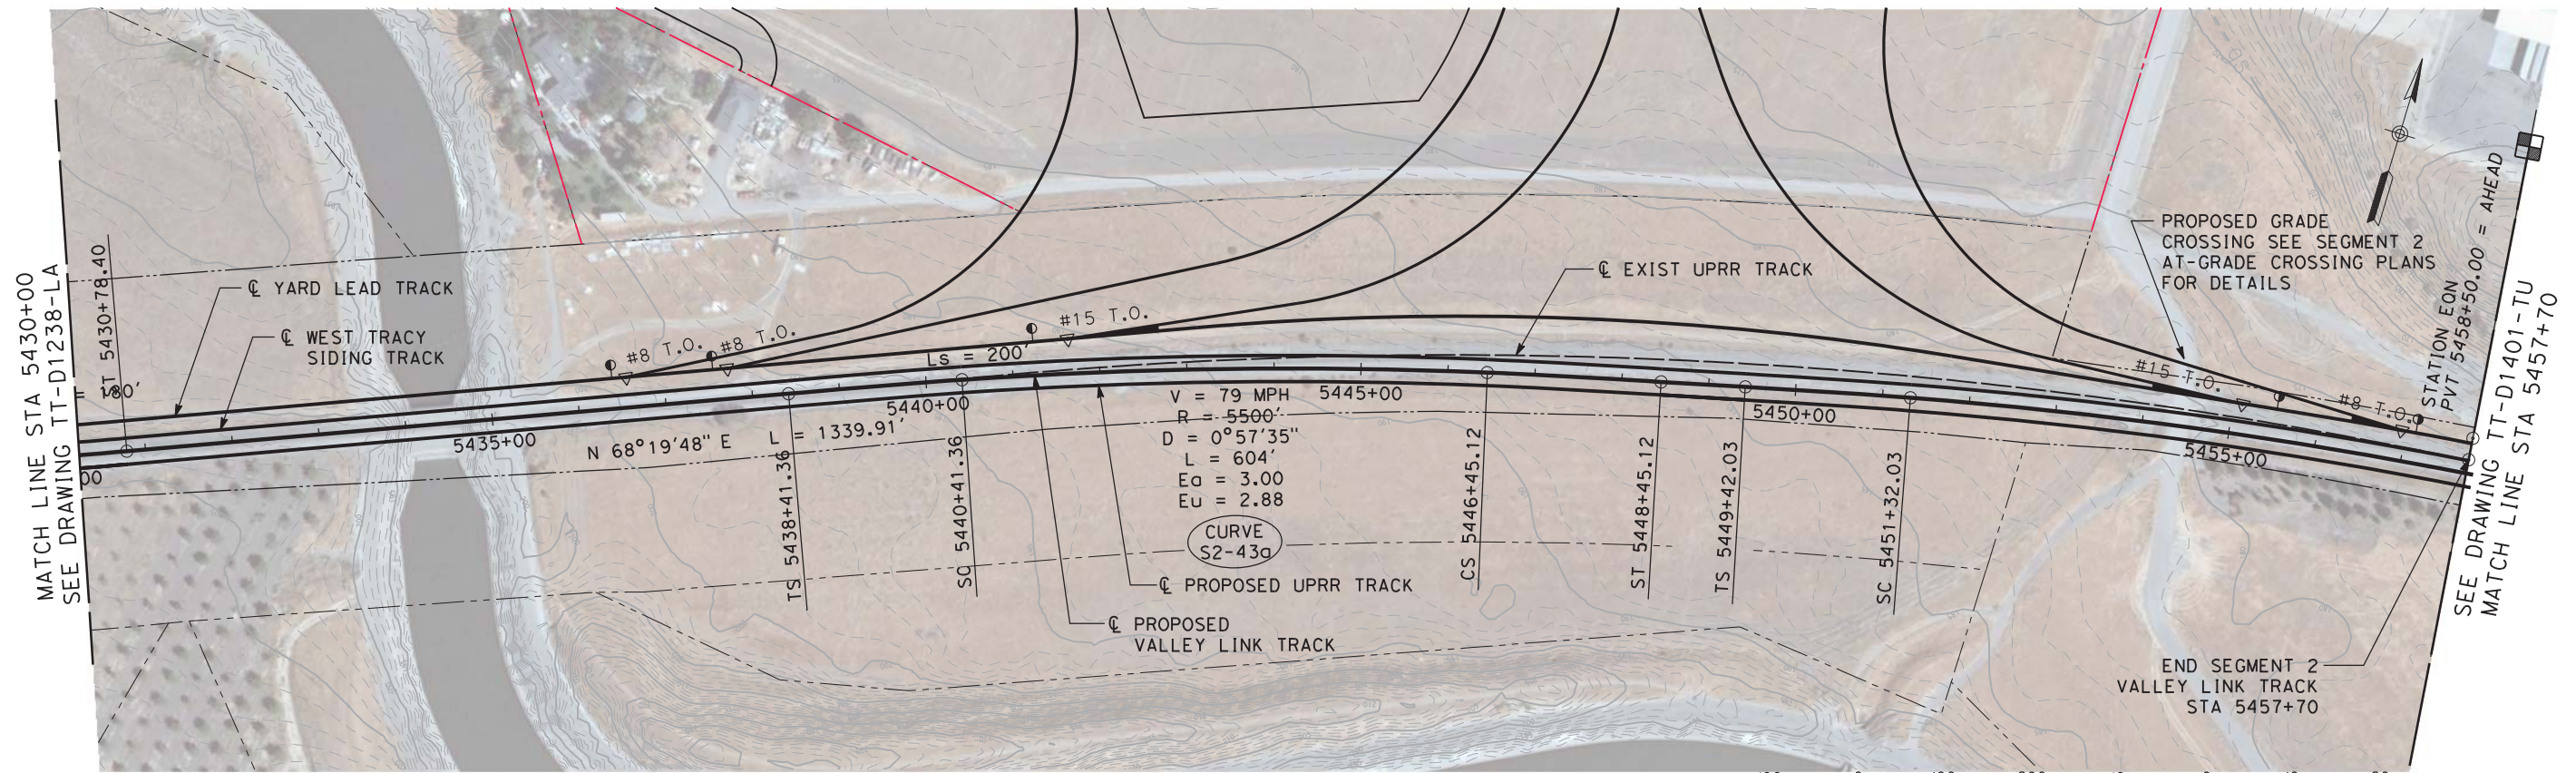 MATCH LINE STA 5430+00
SEE DRAWING TT-D1238-LA
ST 5430+78.40
= 180'
00
℄ YARD LEAD TRACK
℄ WEST TRACY
SIDING TRACK
5435+00
#8 T.O.
#8 T.O.
N 68°19'48" E L = 1339.91'
TS 5438+41.36
Ls = 200'
5440+00
SC 5440+41.36
#15 T.O.
V = 79 MPH
R = 5500'
D = 0°57'35"
L = 604'
Ea = 3.00
Eu = 2.88
CURVE
S2-43a
℄ PROPOSED UPRR TRACK
℄ PROPOSED
VALLEY LINK TRACK
5445+00
℄ EXIST UPRR TRACK
CS 5446+45.12
ST 5448+45.12
TS 5449+42.03
5450+00
SC 5451+32.03
#15 T.O.
5455+00
#8 T.O.
PROPOSED GRADE
CROSSING SEE SEGMENT 2
AT-GRADE CROSSING PLANS
FOR DETAILS
STATION EQN
PVT 5458+50.00 = AHEAD
SEE DRAWING TT-D1401-TU
MATCH LINE STA 5457+70
END SEGMENT 2
VALLEY LINK TRACK
STA 5457+70